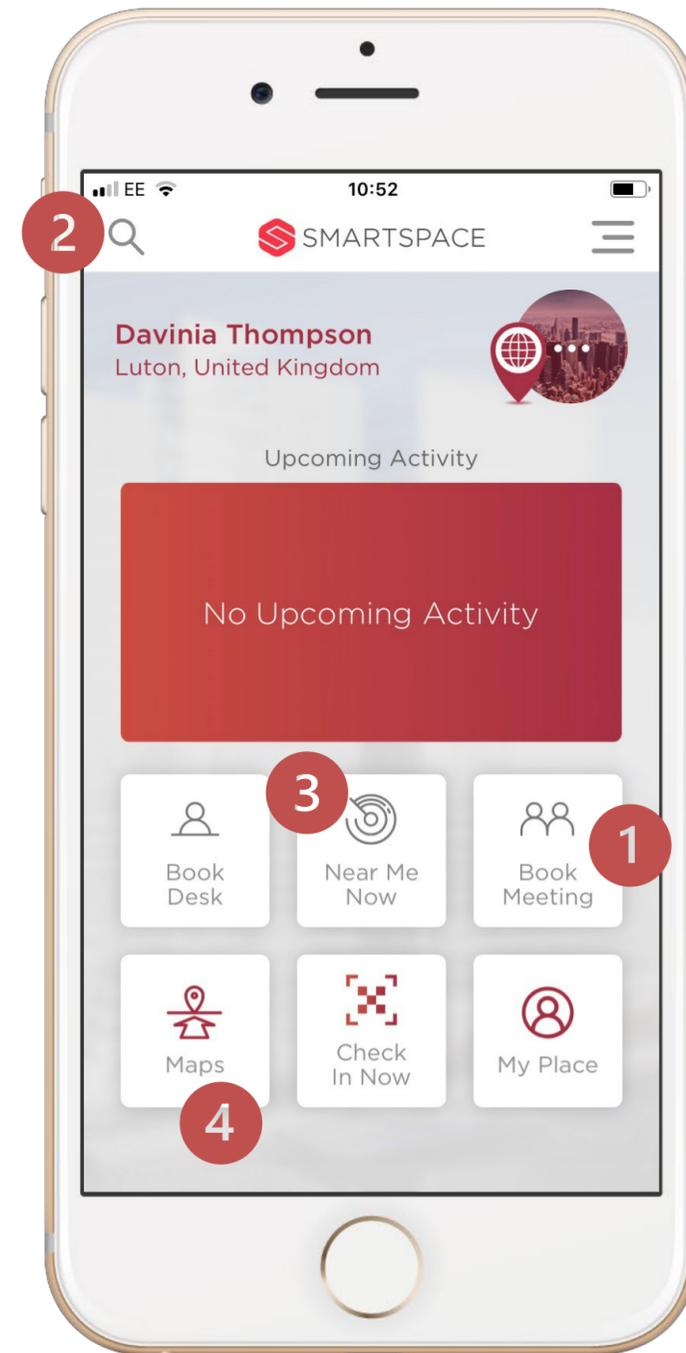 EE 10:52
2
SMARTSPACE
Davinia Thompson
Luton, United Kingdom
Upcoming Activity
No Upcoming Activity
3
1
Book
Desk
Near Me
Now
Book
Meeting
Maps
Check
In Now
My Place
4